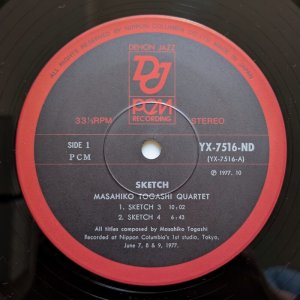 ALL RIGHTS RESERVED BY NIPPON COLUMBIA CO., LTD.
MADE IN JAPAN
DENON JAZZ
DJ
PCM
RECORDING
33⅓RPM
STEREO
SIDE 1
PCM
YX-7516-ND
(YX-7516-A)
Ⓟ 1977. 10
SKETCH
MASAHIKO TOGASHI QUARTET
1. SKETCH 3 10:02
2. SKETCH 4 6:43
All titles composed by Masahiko Togashi
Recorded at Nippon Columbia's 1st studio, Tokyo,
June 7, 8 & 9, 1977.